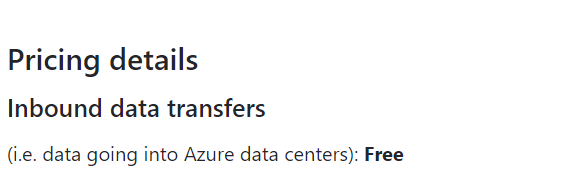 Pricing details
Inbound data transfers
(i.e. data going into Azure data centers): Free